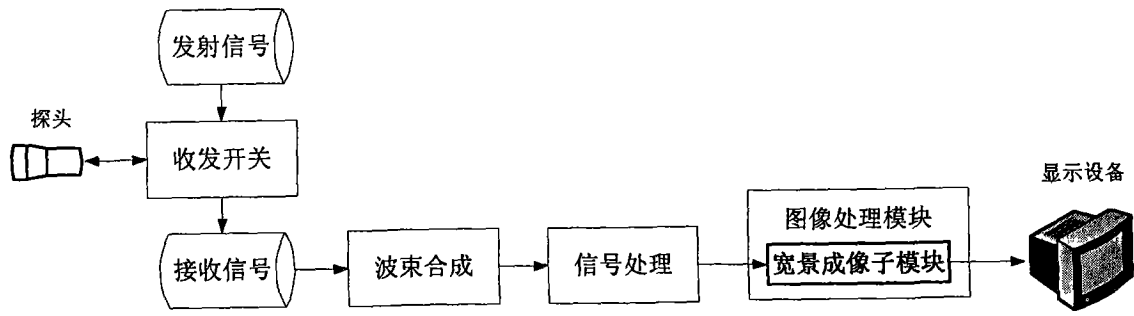 发射信号
探头
收发开关
显示设备
图像处理模块
接收信号
波束合成
信号处理
宽景成像子模块